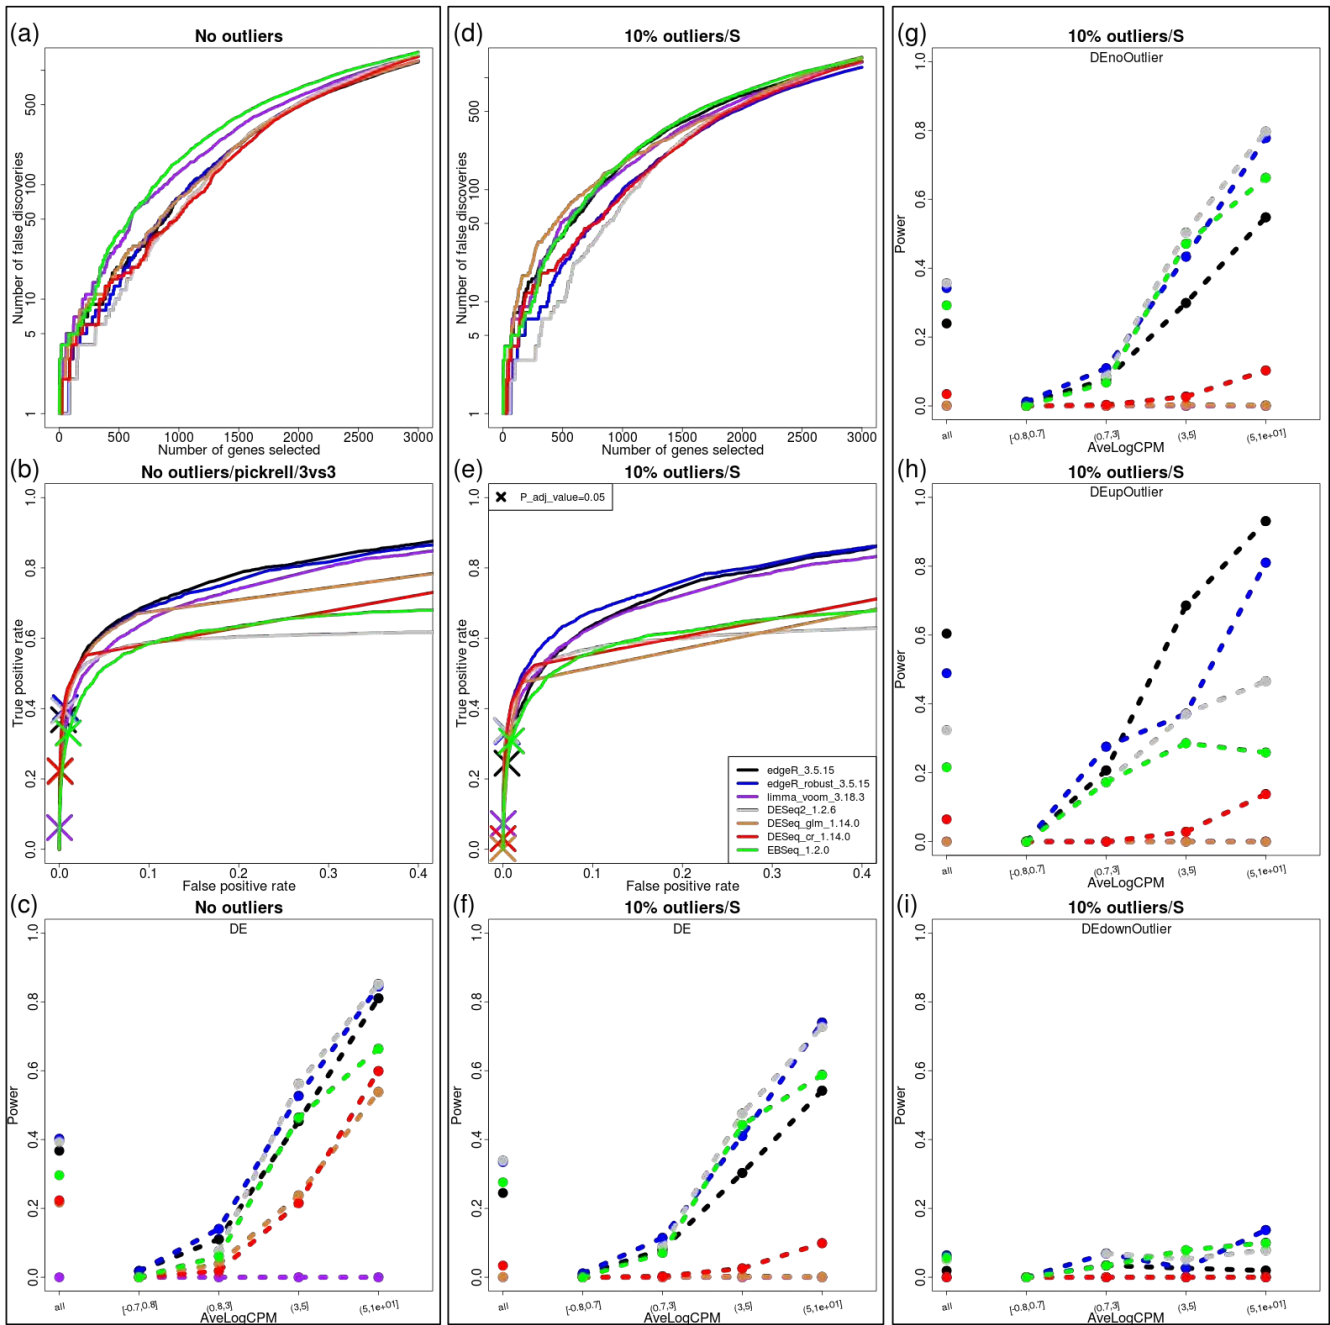 (a)
No outliers
Number of false discoveries
500
100
50
10
5
1
0 500 1000 1500 2000 2500 3000
Number of genes selected
(b)
No outliers/pickrell/3vs3
True positive rate
1.0
0.8
0.6
0.4
0.2
0.0
0.0 0.1 0.2 0.3 0.4
False positive rate
(c)
No outliers
DE
Power
1.0
0.8
0.6
0.4
0.2
0.0
all [-0.7,0.8] (0.8,3] (3,5] (5,1e+01]
AveLogCPM
(d)
10% outliers/S
Number of false discoveries
500
100
50
10
5
1
0 500 1000 1500 2000 2500 3000
Number of genes selected
(e)
10% outliers/S
P_adj_value=0.05
True positive rate
1.0
0.8
0.6
0.4
0.2
0.0
edgeR_3.5.15
edgeR_robust_3.5.15
limma_voom_3.18.3
DESeq2_1.2.6
DESeq_glm_1.14.0
DESeq_cr_1.14.0
EBSeq_1.2.0
0.0 0.1 0.2 0.3 0.4
False positive rate
(f)
10% outliers/S
DE
Power
1.0
0.8
0.6
0.4
0.2
0.0
all [-0.8,0.7] (0.7,3] (3,5] (5,1e+01]
AveLogCPM
(g)
10% outliers/S
DEnoOutlier
Power
1.0
0.8
0.6
0.4
0.2
0.0
all [-0.8,0.7] (0.7,3] (3,5] (5,1e+01]
AveLogCPM
(h)
10% outliers/S
DEupOutlier
Power
1.0
0.8
0.6
0.4
0.2
0.0
all [-0.8,0.7] (0.7,3] (3,5] (5,1e+01]
AveLogCPM
(i)
10% outliers/S
DEdownOutlier
Power
1.0
0.8
0.6
0.4
0.2
0.0
all [-0.8,0.7] (0.7,3] (3,5] (5,1e+01]
AveLogCPM